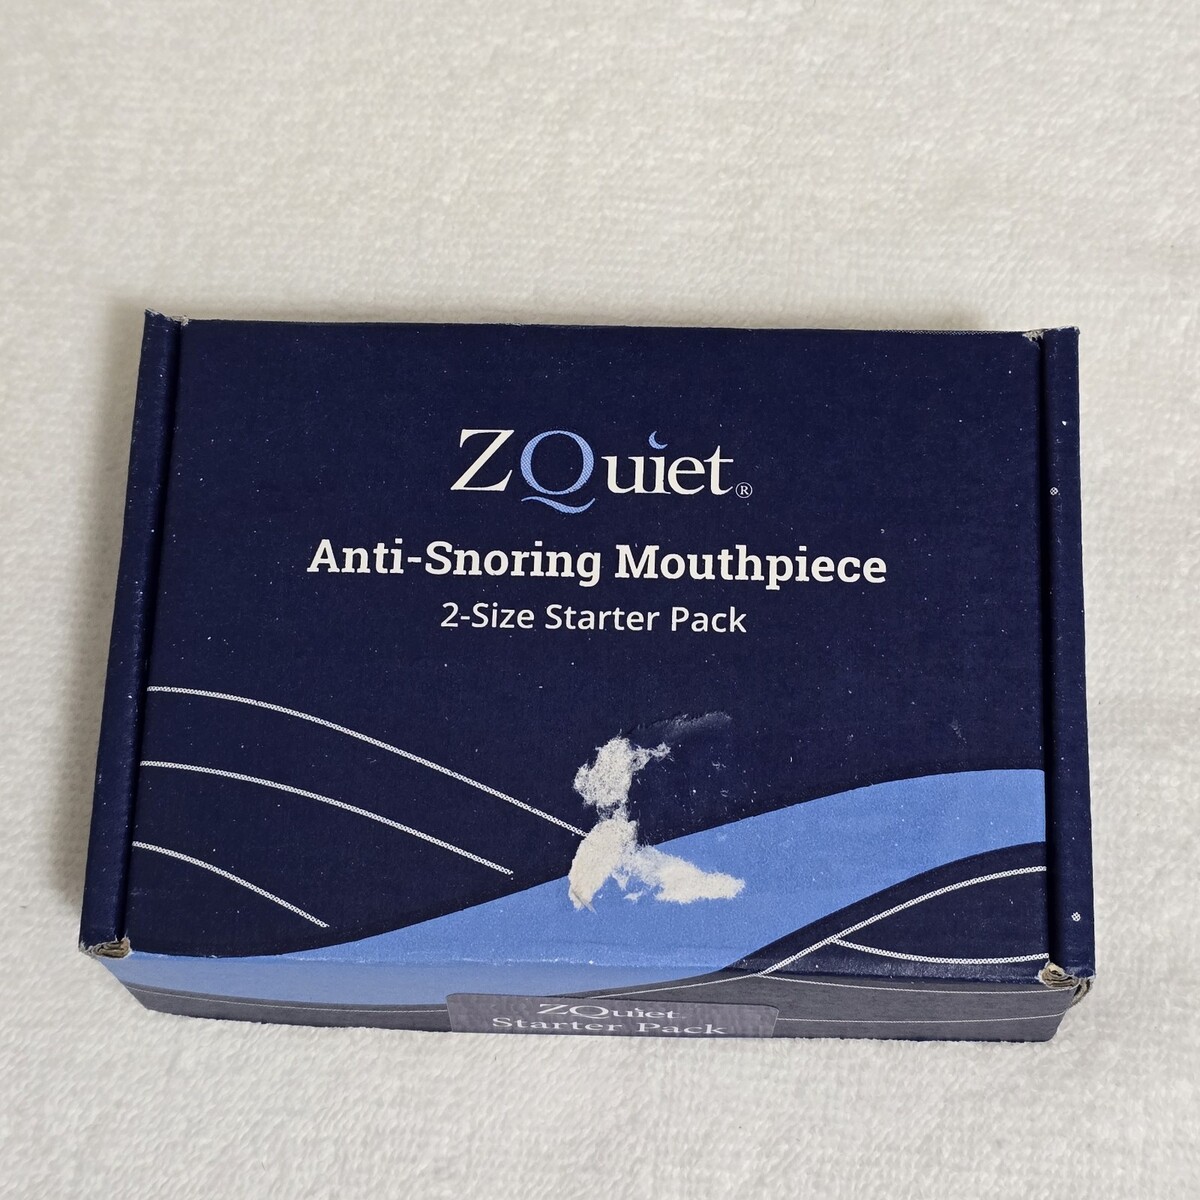 ZQuiet®
Anti-Snoring Mouthpiece
2-Size Starter Pack
ZQuiet
Starter Pack